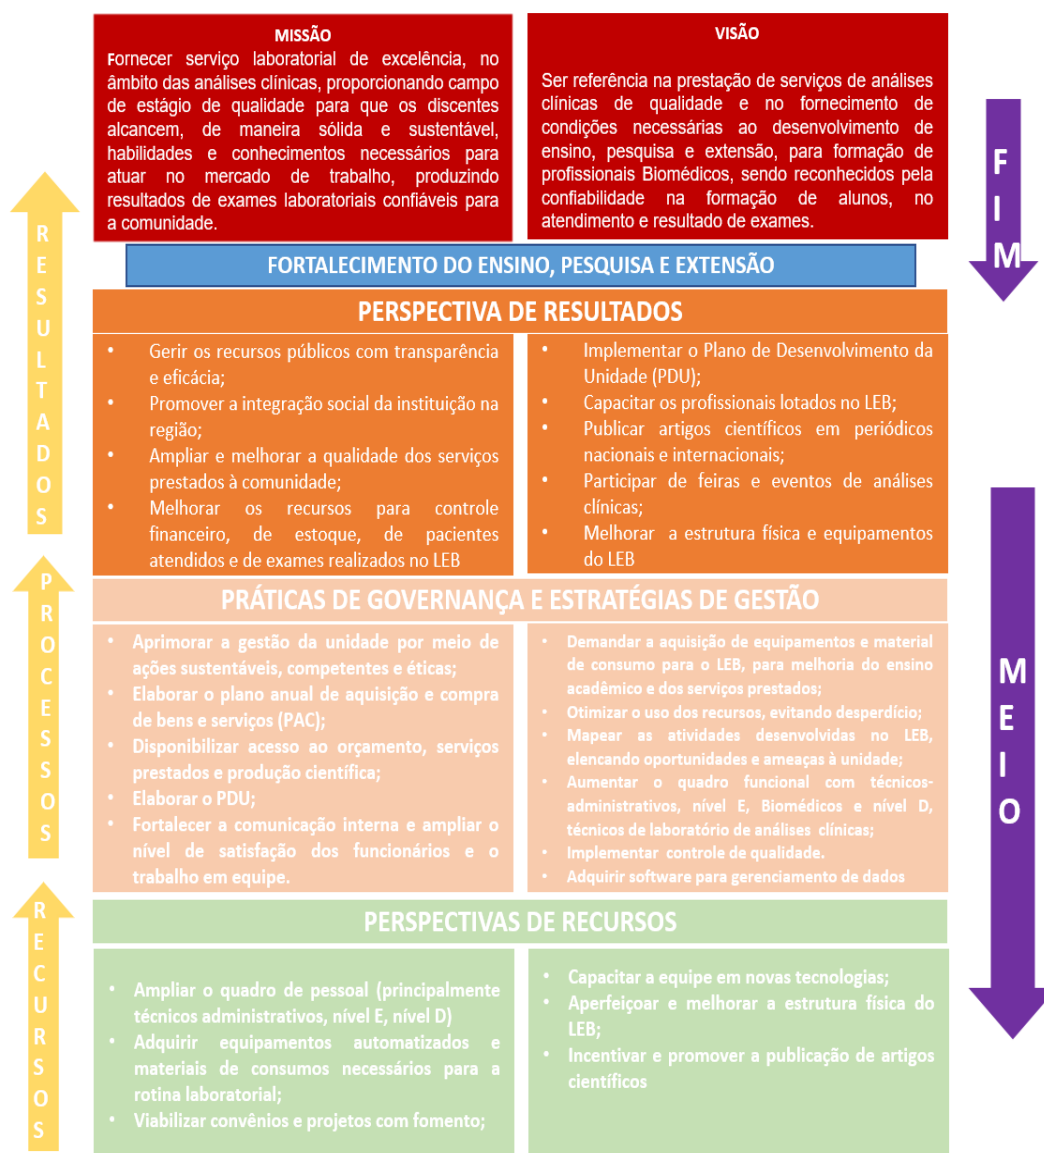 MISSÃO
Fornecer serviço laboratorial de excelência, no
âmbito das análises clínicas, proporcionando campo
de estágio de qualidade para que os discentes
alcancem, de maneira sólida e sustentável,
habilidades e conhecimentos necessários para
atuar no mercado de trabalho, produzindo
resultados de exames laboratoriais confiáveis para
a comunidade.
VISÃO
Ser referência na prestação de serviços de análises
clínicas de qualidade e no fornecimento de
condições necessárias ao desenvolvimento de
ensino, pesquisa e extensão, para formação de
profissionais Biomédicos, sendo reconhecidos pela
confiabilidade na formação de alunos, no
atendimento e resultado de exames.
FIM
FORTALECIMENTO DO ENSINO, PESQUISA E EXTENSÃO
RESULTADOS
PERSPECTIVA DE RESULTADOS
• Gerir os recursos públicos com transparência
e eficácia;
• Promover a integração social da instituição na
região;
• Ampliar e melhorar a qualidade dos serviços
prestados à comunidade;
• Melhorar os recursos para controle
financeiro, de estoque, de pacientes
atendidos e de exames realizados no LEB
• Implementar o Plano de Desenvolvimento da
Unidade (PDU);
• Capacitar os profissionais lotados no LEB;
• Publicar artigos científicos em periódicos
nacionais e internacionais;
• Participar de feiras e eventos de análises
clínicas;
• Melhorar a estrutura física e equipamentos
do LEB
MEIO
PROCESSOS
PRÁTICAS DE GOVERNANÇA E ESTRATÉGIAS DE GESTÃO
• Aprimorar a gestão da unidade por meio de
ações sustentáveis, competentes e éticas;
• Elaborar o plano anual de aquisição e compra
de bens e serviços (PAC);
• Disponibilizar acesso ao orçamento, serviços
prestados e produção científica;
• Elaborar o PDU;
• Fortalecer a comunicação interna e ampliar o
nível de satisfação dos funcionários e o
trabalho em equipe.
• Demandar a aquisição de equipamentos e material
de consumo para o LEB, para melhoria do ensino
acadêmico e dos serviços prestados;
• Otimizar o uso dos recursos, evitando desperdício;
• Mapear as atividades desenvolvidas no LEB,
elencando oportunidades e ameaças à unidade;
• Aumentar o quadro funcional com técnicos-
administrativos, nível E, Biomédicos e nível D,
técnicos de laboratório de análises clínicas;
• Implementar controle de qualidade.
• Adquirir software para gerenciamento de dados
RECURSOS
PERSPECTIVAS DE RECURSOS
• Ampliar o quadro de pessoal (principalmente
técnicos administrativos, nível E, nível D)
• Adquirir equipamentos automatizados e
materiais de consumos necessários para a
rotina laboratorial;
• Viabilizar convênios e projetos com fomento;
• Capacitar a equipe em novas tecnologias;
• Aperfeiçoar e melhorar a estrutura física do
LEB;
• Incentivar e promover a publicação de artigos
científicos